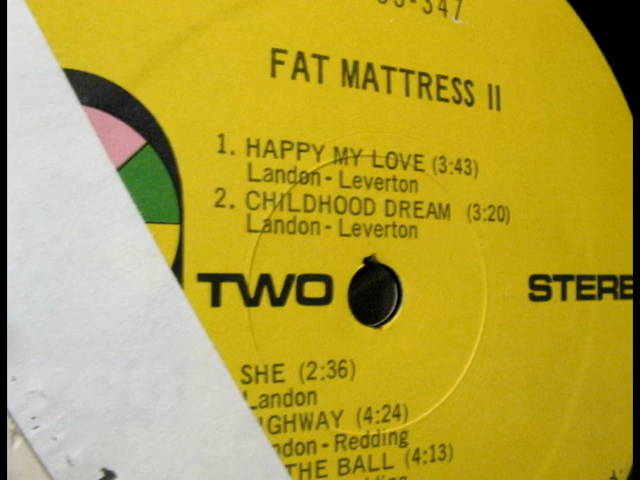 -347
FAT MATTRESS II
1. HAPPY MY LOVE (3:43)
Landon - Leverton
2. CHILDHOOD DREAM (3:20)
Landon - Leverton
TWO
STERE
SHE (2:36)
Landon
IGHWAY (4:24)
ndon - Redding
THE BALL (4:13)